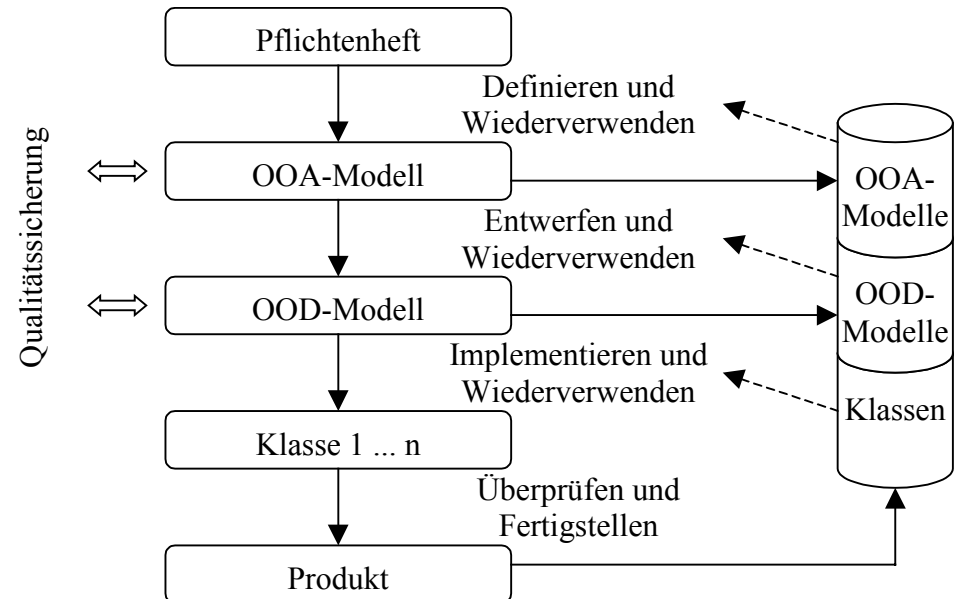 Pflichtenheft
Definieren und
Wiederverwenden
Qualitätssicherung
OOA-Modell
OOA-
Modelle
Entwerfen und
Wiederverwenden
OOD-Modell
OOD-
Modelle
Implementieren und
Wiederverwenden
Klassen
Klasse 1 ... n
Überprüfen und
Fertigstellen
Produkt